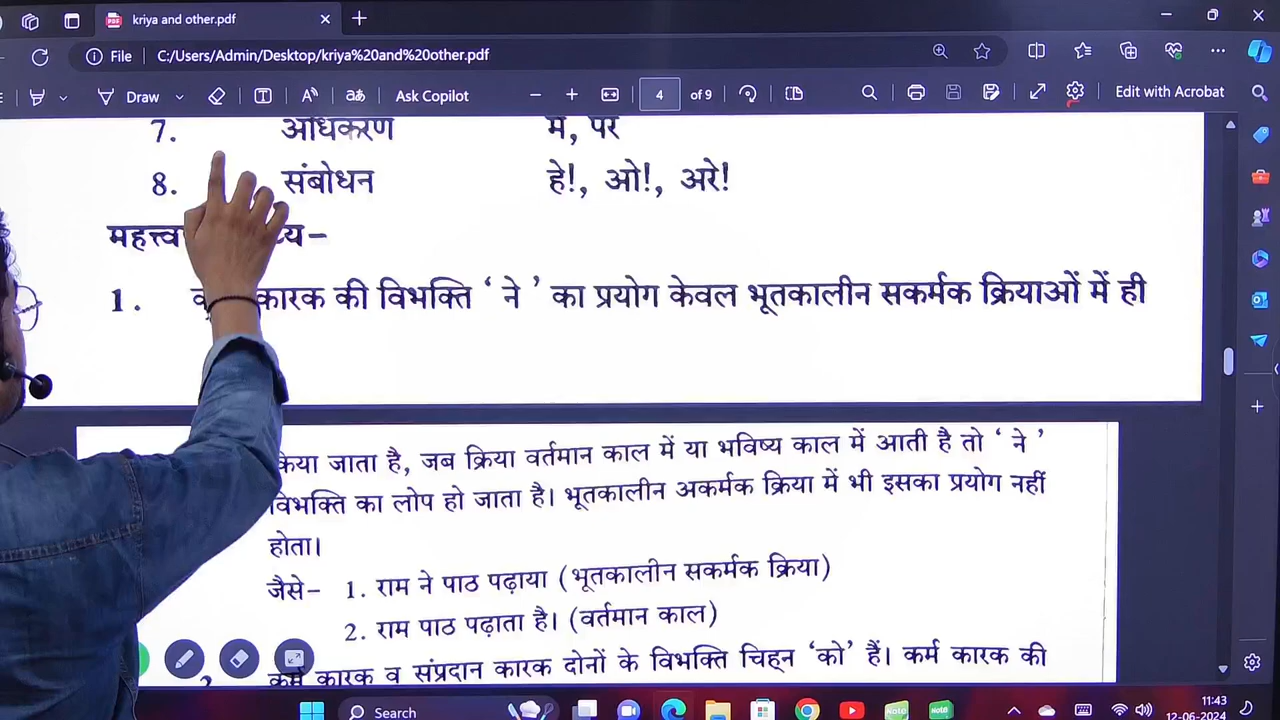 kriya and other.pdf
File C:/Users/Admin/Desktop/kriya%20and%20other.pdf
Draw Ask Copilot 4 of 9 Edit with Acrobat
7. अधिकरण में, पर
8. संबोधन हे!, ओ!, अरे!
1. कारक की विभक्ति ‘ ने ’ का प्रयोग केवल भूतकालीन सकर्मक क्रियाओं में ही
किया जाता है, जब क्रिया वर्तमान काल में या भविष्य काल में आती है तो ‘ ने ’
विभक्ति का लोप हो जाता है। भूतकालीन अकर्मक क्रिया में भी इसका प्रयोग नहीं
होता।
जैसे– 1. राम ने पाठ पढ़ाया (भूतकालीन सकर्मक क्रिया)
2. राम पाठ पढ़ाता है। (वर्तमान काल)
कर्म कारक व संप्रदान कारक दोनों के विभक्ति चिह्न ‘को’ हैं। कर्म कारक की
Search
11:43
12-06-2024